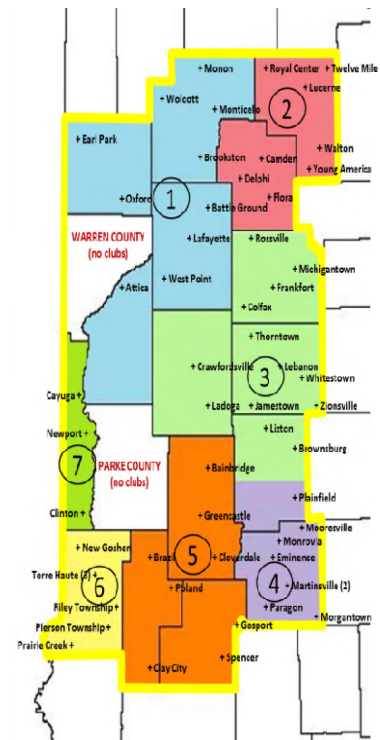 Monon
Royal Center
Twelve Mile
Lucerne
Wolcott
Monticello
2
Earl Park
Brookston
Camden
Walton
Young America
Delphi
Oxford
1
Battle Ground
Flora
WARREN COUNTY
(no clubs)
Lafayette
Rossville
Michigantown
Attica
West Point
Frankfort
Colfax
Thorntown
Crawfordsville
3
Lebanon
Whitestown
Cayuga
Ladoga
Jamestown
Zionsville
Newport
Liston
Brownsburg
7
PARKE COUNTY
(no clubs)
Bainbridge
Plainfield
Clinton
Greencastle
Mooresville
Monrovia
New Goshen
Brazil
5
Cloverdale
Eminence
Terre Haute (3)
6
Poland
4
Martinsville (2)
Riley Township
Paragon
Morgantown
Pierson Township
Gosport
Prairie Creek
Spencer
Clay City